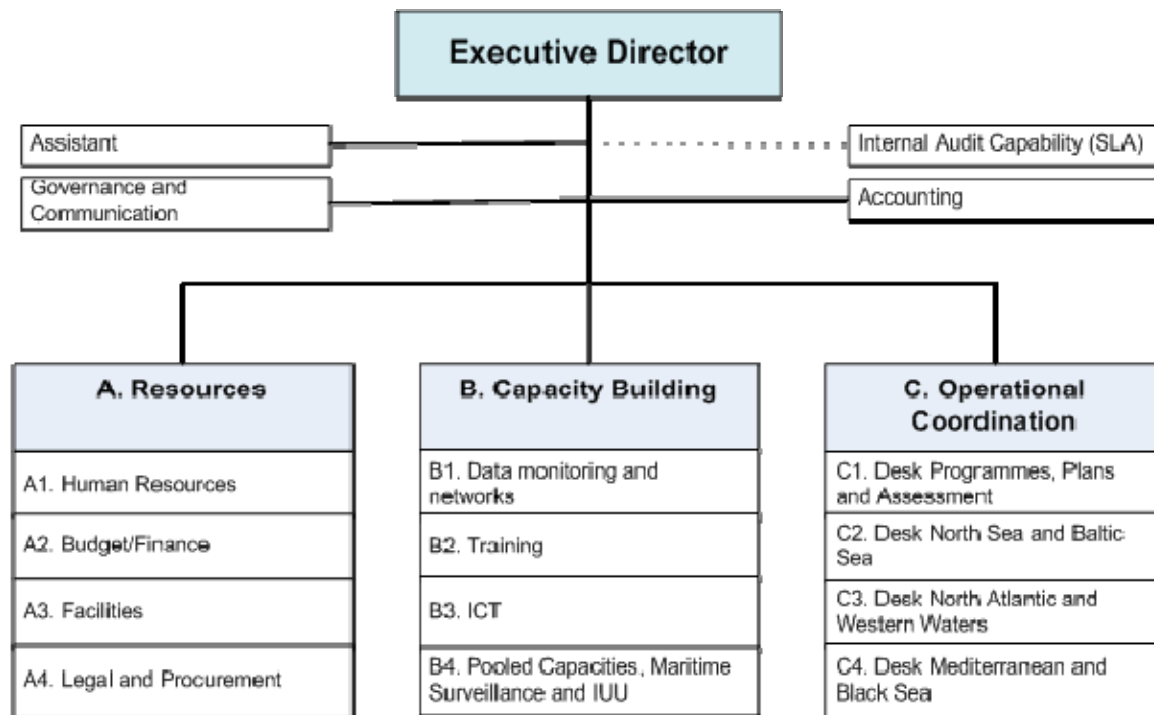 Executive Director
Assistant
Internal Audit Capability (SLA)
Governance and
Communication
Accounting
A. Resources
A1. Human Resources
A2. Budget/Finance
A3. Facilities
A4. Legal and Procurement
B. Capacity Building
B1. Data monitoring and
networks
B2. Training
B3. ICT
B4. Pooled Capacities, Maritime
Surveillance and IUU
C. Operational
Coordination
C1. Desk Programmes, Plans
and Assessment
C2. Desk North Sea and Baltic
Sea
C3. Desk North Atlantic and
Western Waters
C4. Desk Mediterranean and
Black Sea